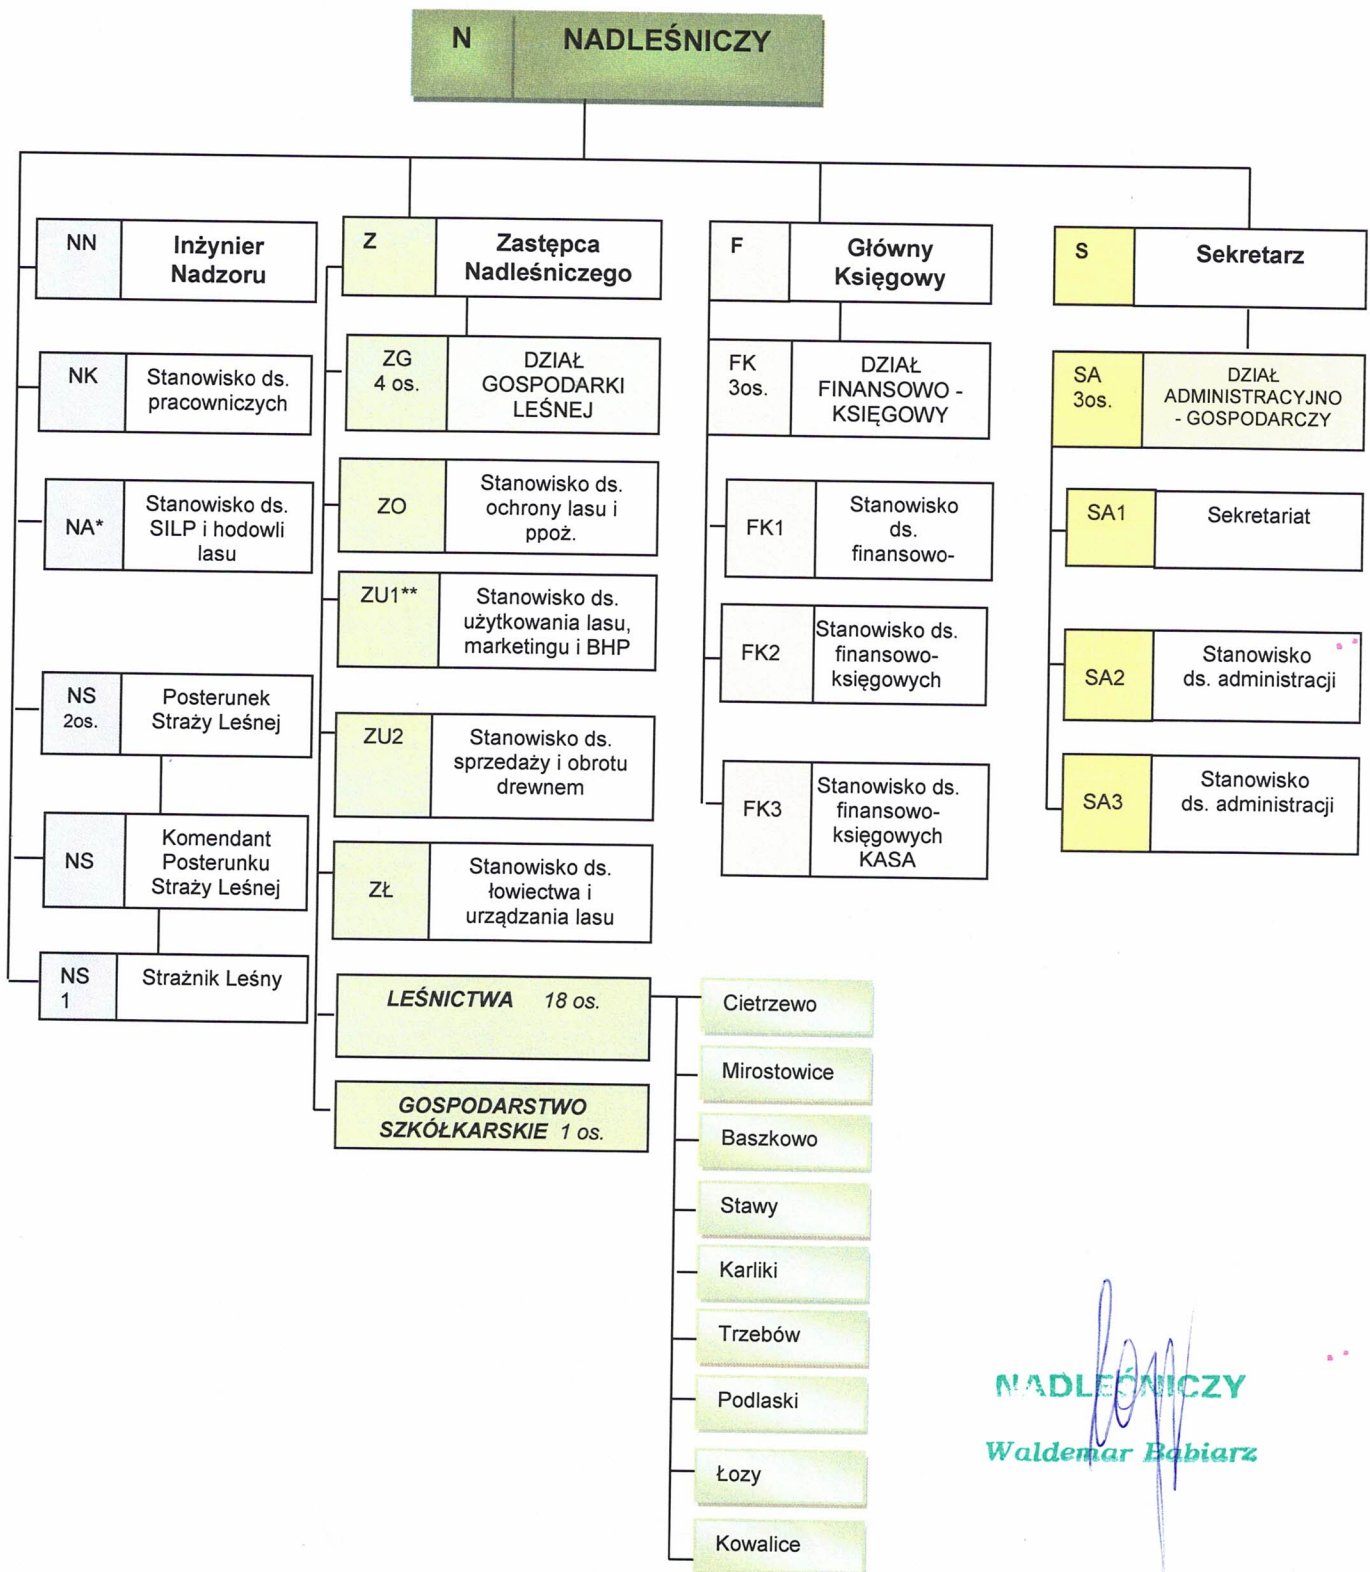 N NADLEŚNICZY
NN Inżynier
Nadzoru
NK Stanowisko ds.
pracowniczych
NA* Stanowisko ds.
SILP i hodowli
lasu
NS Posterunek
2os. Straży Leśnej
NS Komendant
Posterunku
Straży Leśnej
NS Strażnik Leśny
1
Z Zastępca
Nadleśniczego
ZG DZIAŁ
4 os. GOSPODARKI
LEŚNEJ
ZO Stanowisko ds.
ochrony lasu i
ppoż.
ZU1** Stanowisko ds.
użytkowania lasu,
marketingu i BHP
ZU2 Stanowisko ds.
sprzedaży i obrotu
drewnem
ZŁ Stanowisko ds.
łowiectwa i
urządzania lasu
LEŚNICTWA 18 os.
GOSPODARSTWO
SZKÓŁKARSKIE 1 os.
Cietrzewo
Mirostowice
Baszkowo
Stawy
Karliki
Trzebów
Podlaski
Łozy
Kowalice
F Główny
Księgowy
FK DZIAŁ
3os. FINANSOWO -
KSIĘGOWY
FK1 Stanowisko
ds.
finansowo-
FK2 Stanowisko ds.
finansowo-
księgowych
FK3 Stanowisko ds.
finansowo-
księgowych
KASA
S Sekretarz
SA DZIAŁ
3os. ADMINISTRACYJNO
- GOSPODARCZY
SA1 Sekretariat
SA2 Stanowisko
ds. administracji
SA3 Stanowisko
ds. administracji
NADLEŚNICZY
Waldemar Babiarz